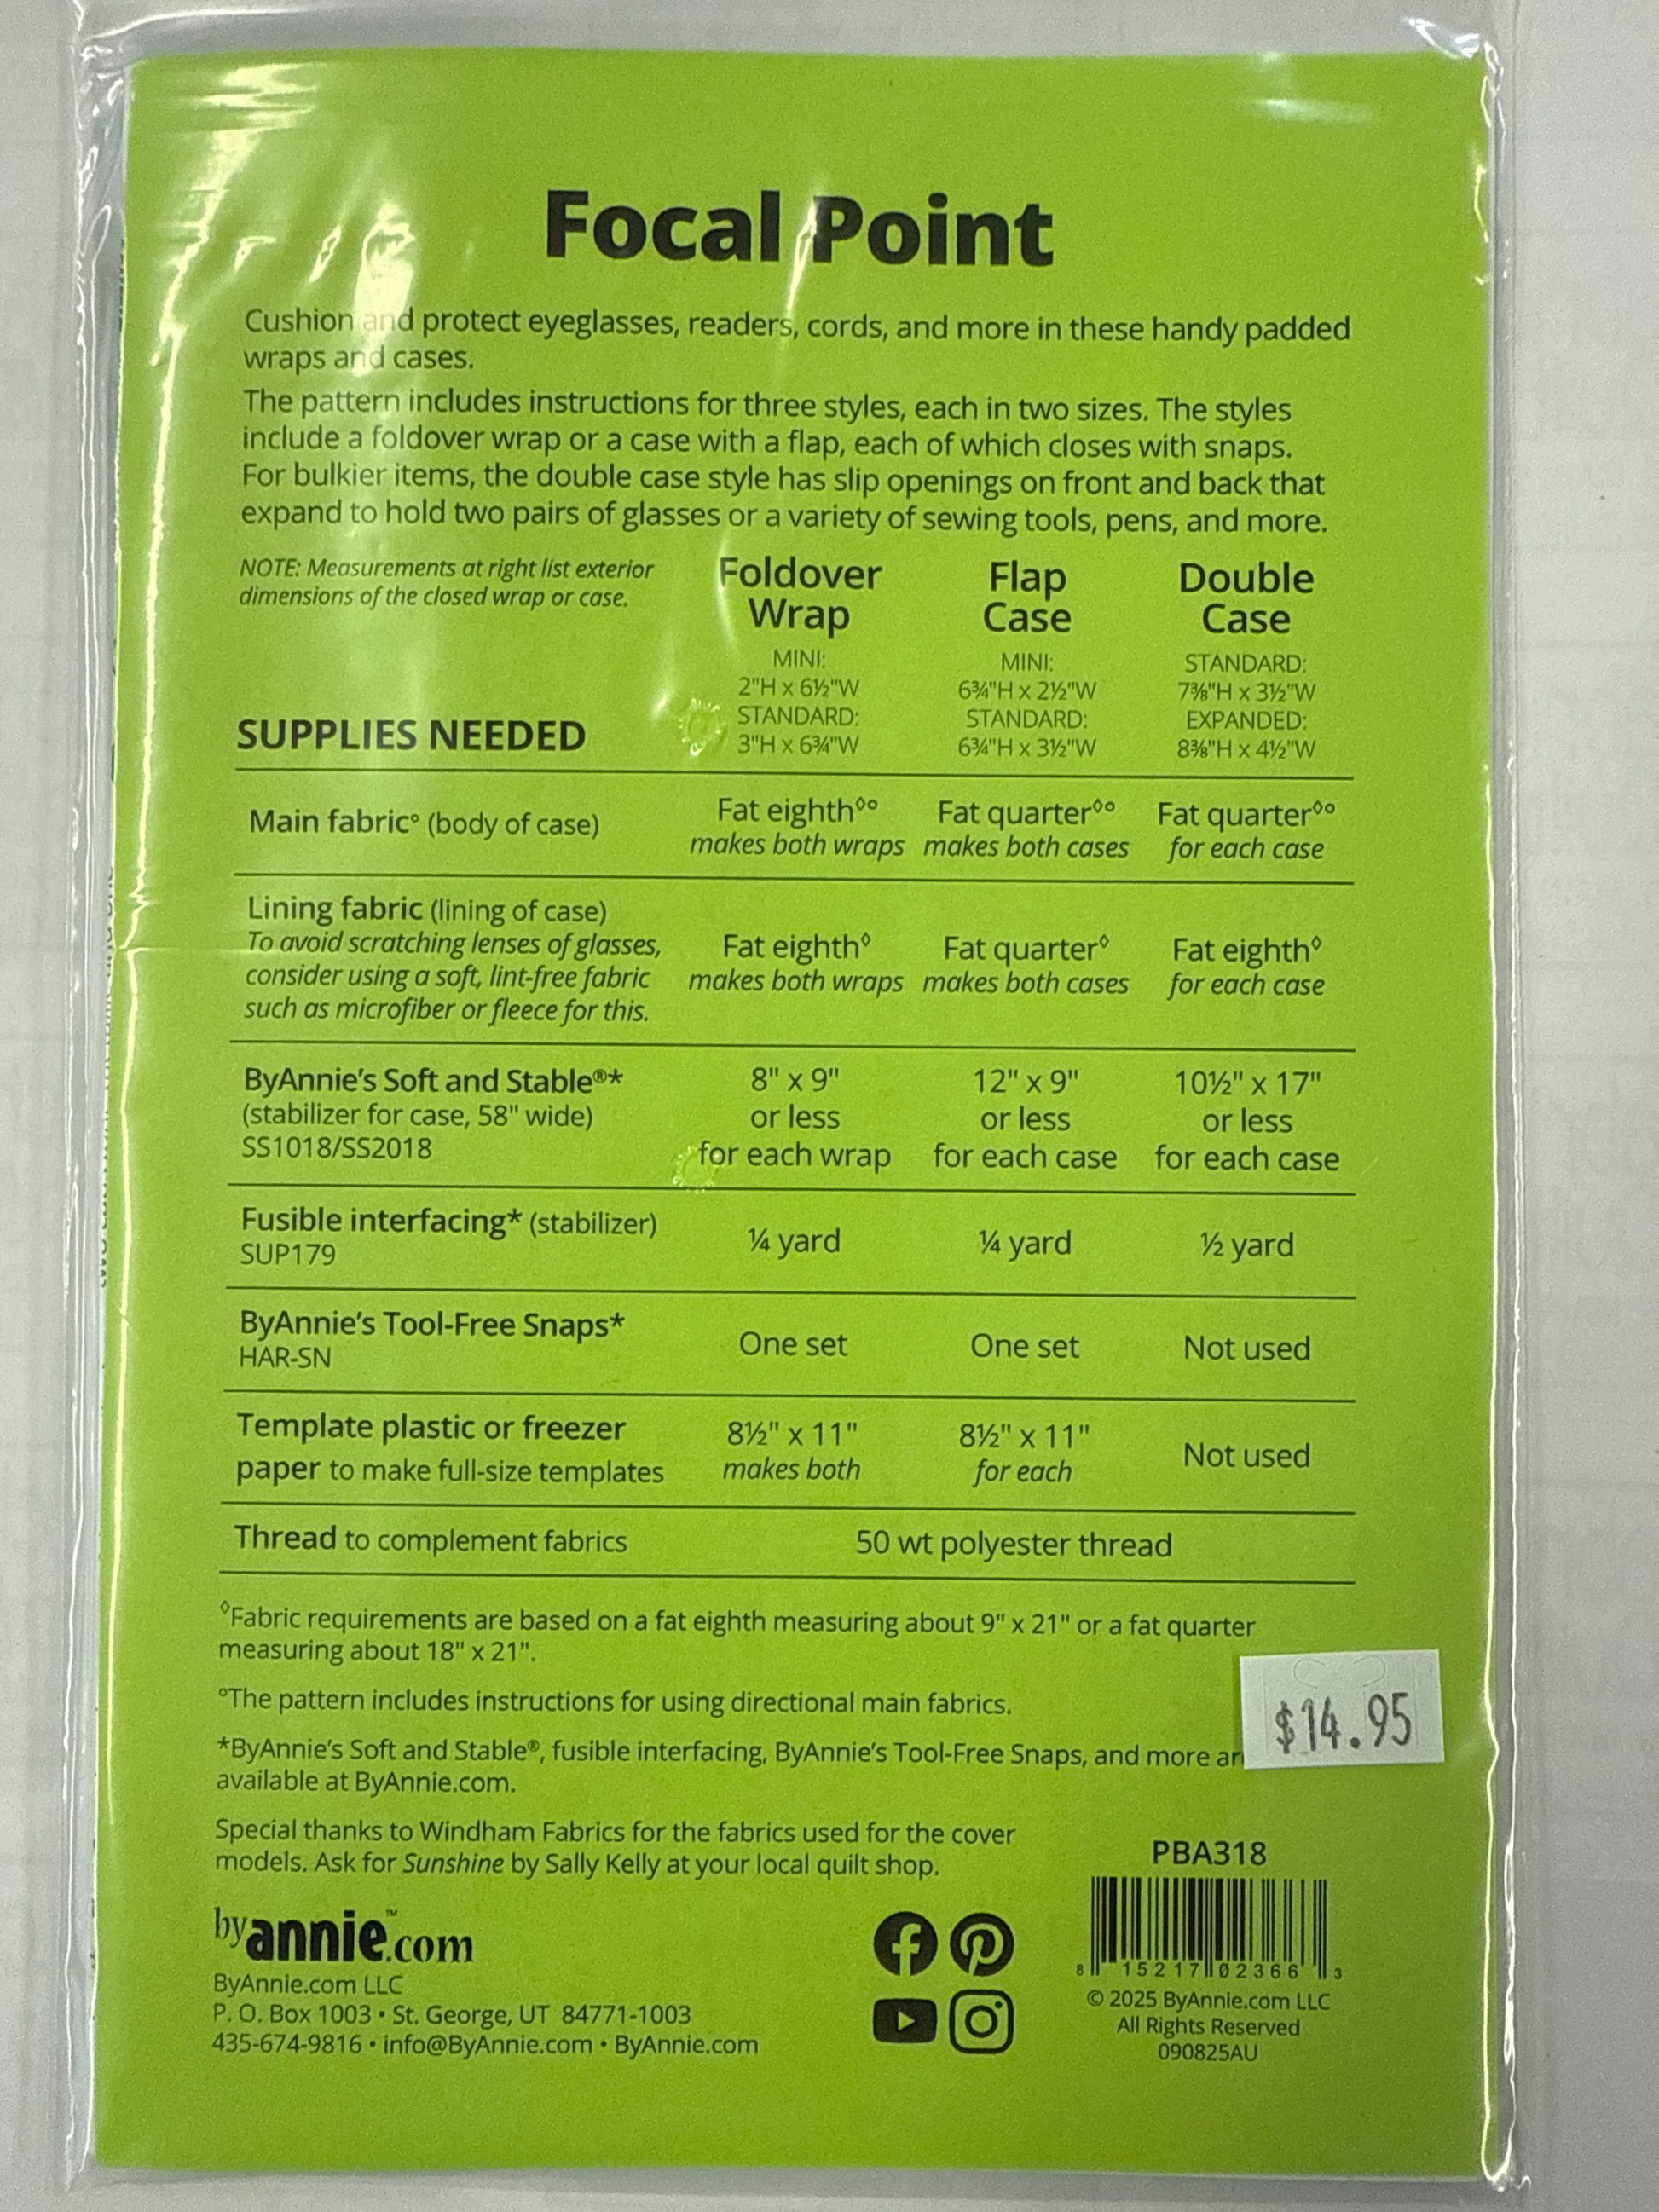 Focal Point
Cushion and protect eyeglasses, readers, cords, and more in these handy padded
wraps and cases.
The pattern includes instructions for three styles, each in two sizes. The styles
include a foldover wrap or a case with a flap, each of which closes with snaps.
For bulkier items, the double case style has slip openings on front and back that
expand to hold two pairs of glasses or a variety of sewing tools, pens, and more.
NOTE: Measurements at right list exterior
dimensions of the closed wrap or case.
Foldover
Wrap
MINI:
2"H x 6½"W
STANDARD:
3"H x 6¾"W
Flap
Case
MINI:
6¾"H x 2½"W
STANDARD:
6¾"H x 3½"W
Double
Case
STANDARD:
7⅜"H x 3½"W
EXPANDED:
8⅜"H x 4½"W
SUPPLIES NEEDED
Main fabric° (body of case)
Fat eighth◊°
makes both wraps
Fat quarter◊°
makes both cases
Fat quarter◊°
for each case
Lining fabric (lining of case)
To avoid scratching lenses of glasses,
consider using a soft, lint-free fabric
such as microfiber or fleece for this.
Fat eighth◊
makes both wraps
Fat quarter◊
makes both cases
Fat eighth◊
for each case
ByAnnie's Soft and Stable®*
(stabilizer for case, 58" wide)
SS1018/SS2018
8" x 9"
or less
for each wrap
12" x 9"
or less
for each case
10½" x 17"
or less
for each case
Fusible interfacing* (stabilizer)
SUP179
¼ yard
¼ yard
½ yard
ByAnnie's Tool-Free Snaps*
HAR-SN
One set
One set
Not used
Template plastic or freezer
paper to make full-size templates
8½" x 11"
makes both
8½" x 11"
for each
Not used
Thread to complement fabrics
50 wt polyester thread
◊Fabric requirements are based on a fat eighth measuring about 9" x 21" or a fat quarter
measuring about 18" x 21".
°The pattern includes instructions for using directional main fabrics.
*ByAnnie's Soft and Stable®, fusible interfacing, ByAnnie's Tool-Free Snaps, and more ar
available at ByAnnie.com.
$14.95
Special thanks to Windham Fabrics for the fabrics used for the cover
models. Ask for Sunshine by Sally Kelly at your local quilt shop.
byannie™.com
ByAnnie.com LLC
P. O. Box 1003 • St. George, UT 84771-1003
435-674-9816 • info@ByAnnie.com • ByAnnie.com
PBA318
8 15217 02366 3
© 2025 ByAnnie.com LLC
All Rights Reserved
090825AU